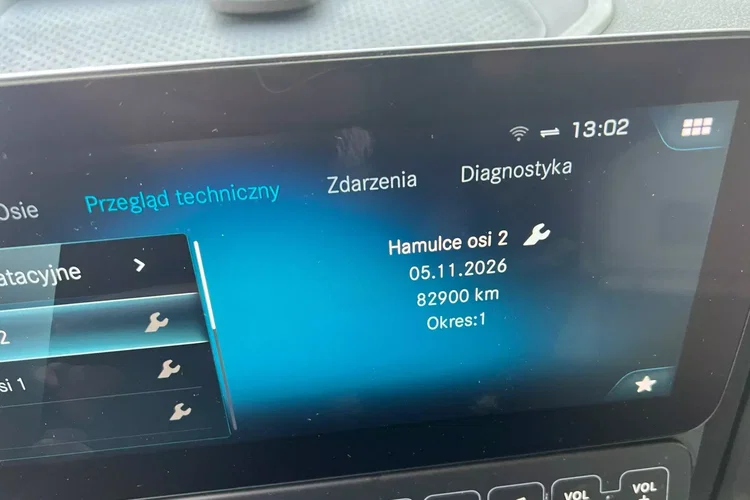 13:02
Osie Przegląd techniczny Zdarzenia Diagnostyka
Hamulce osi 2
05.11.2026
82900 km
Okres:1
atacyjne
2
si 1
VOL
VOL
+